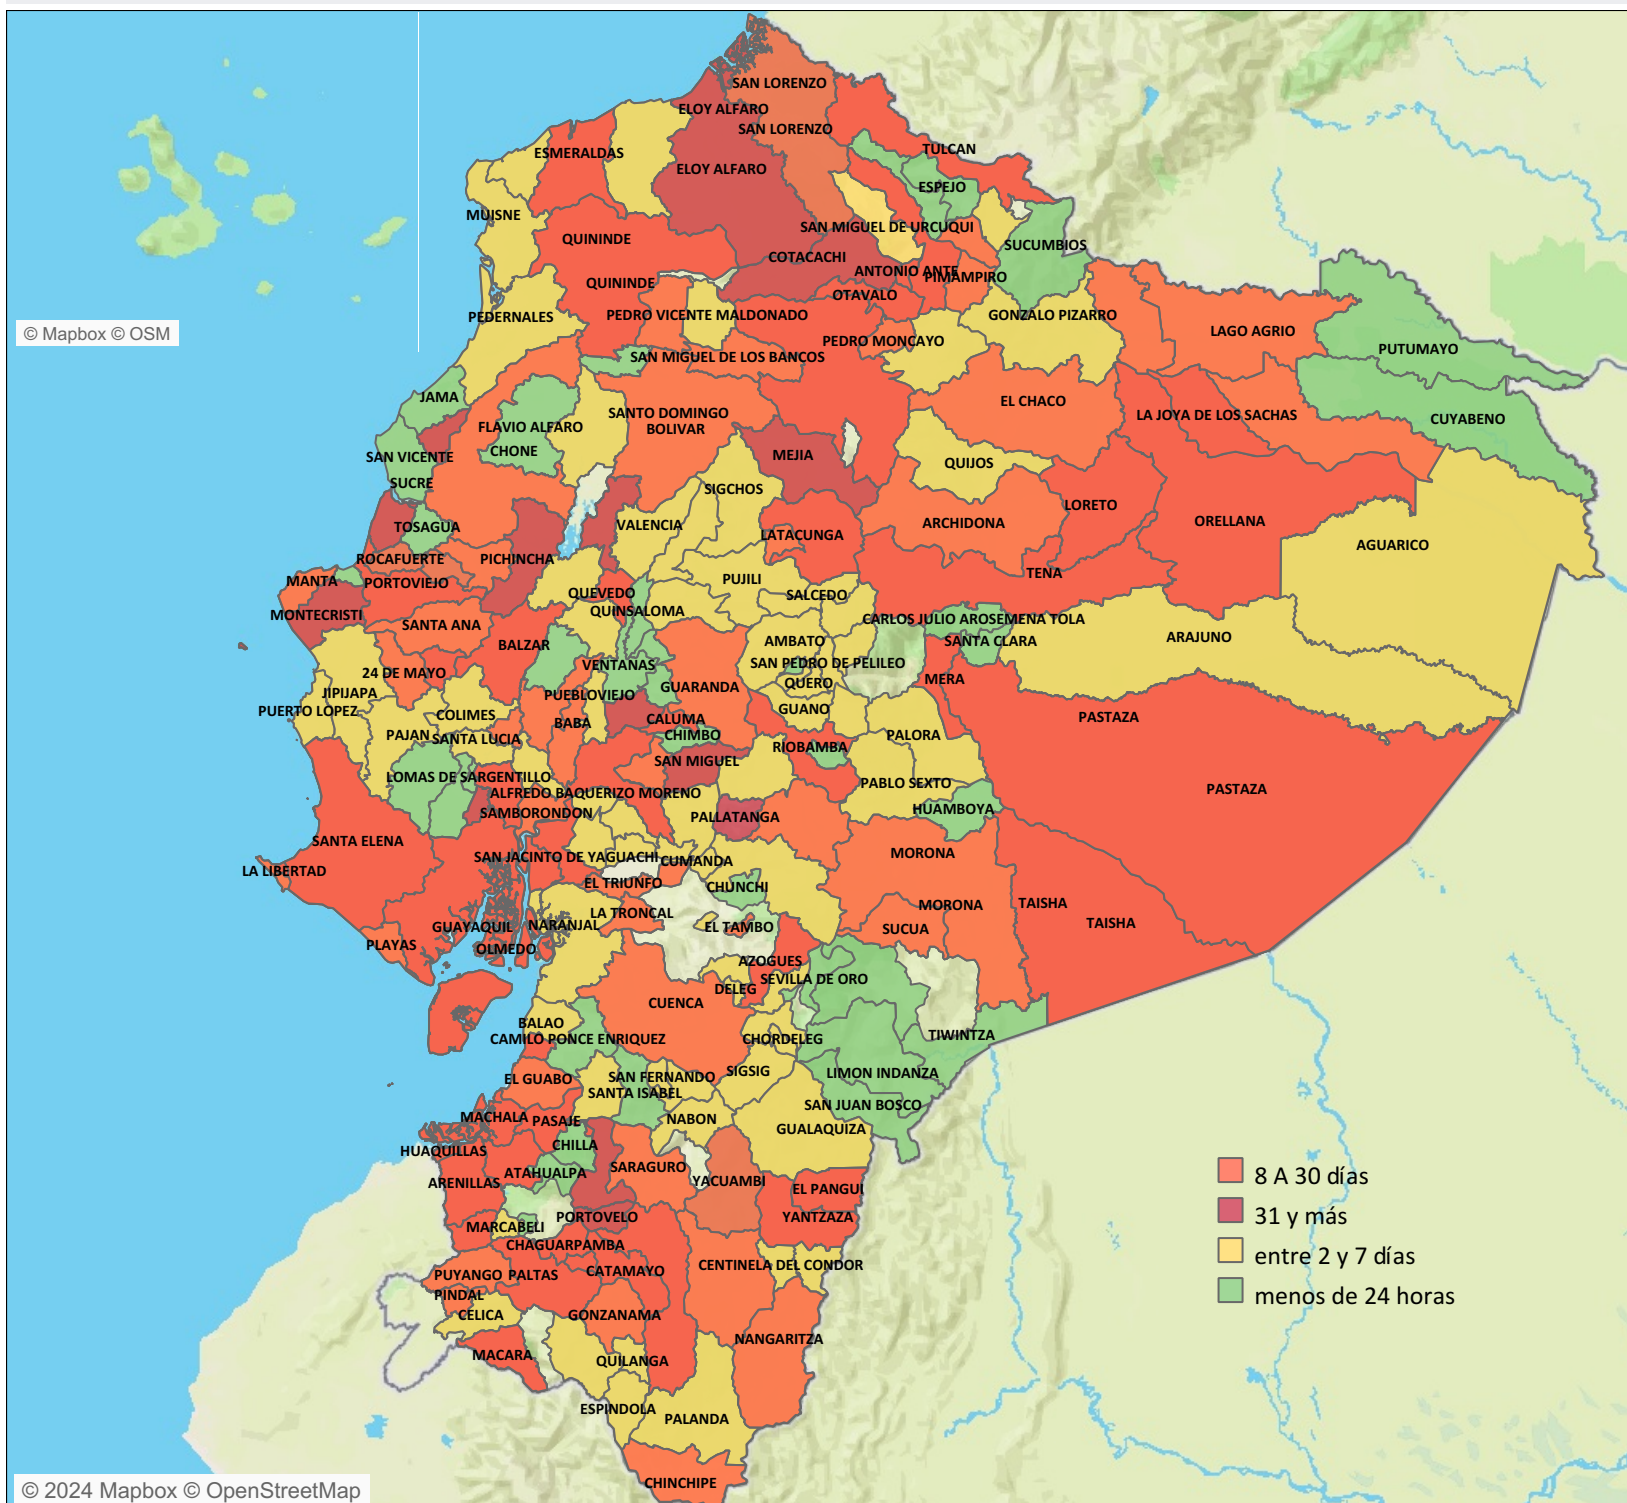 SAN LORENZO
ELOY ALFARO
SAN LORENZO
TULCAN
ESMERALDAS
ELOY ALFARO
ESPEJO
MUISNE
SAN MIGUEL DE URCUQUI
QUININDE
SUCUMBIOS
COTACACHI
ANTONIO ANTE
PIMAMPIRO
QUININDE
OTAVALO
PEDERNALES
PEDRO VICENTE MALDONADO
GONZALO PIZARRO
LAGO AGRIO
© Mapbox © OSM
PEDRO MONCAYO
PUTUMAYO
SAN MIGUEL DE LOS BANCOS
JAMA
EL CHACO
SANTO DOMINGO
LA JOYA DE LOS SACHAS
CUYABENO
FLAVIO ALFARO
BOLIVAR
CHONE
SAN VICENTE
MEJIA
QUIJOS
SUCRE
SIGCHOS
LORETO
TOSAGUA
VALENCIA
ARCHIDONA
ORELLANA
LATACUNGA
AGUARICO
ROCAFUERTE
PICHINCHA
TENA
MANTA
PORTOVIEJO
PUJILI
QUEVEDO
SALCEDO
MONTECRISTI
QUINSALOMA
SANTA ANA
CARLOS JULIO AROSEMENA TOLA
BALZAR
AMBATO
SANTA CLARA
ARAJUNO
24 DE MAYO
VENTANAS
SAN PEDRO DE PELILEO
MERA
QUERO
JIPIJAPA
PUEBLOVIEJO
GUARANDA
PUERTO LOPEZ
COLIMES
BABA
CALUMA
GUANO
PASTAZA
PAJAN
SANTA LUCIA
CHIMBO
RIOBAMBA
PALORA
SAN MIGUEL
LOMAS DE SARGENTILLO
PABLO SEXTO
PASTAZA
ALFREDO BAQUERIZO MORENO
SAMBORONDON
PALLATANGA
HUAMBOYA
SANTA ELENA
SAN JACINTO DE YAGUACHI
CUMANDA
MORONA
LA LIBERTAD
EL TRIUNFO
CHUNCHI
MORONA
TAISHA
LA TRONCAL
GUAYAQUIL
NARANJAL
EL TAMBO
SUCUA
TAISHA
PLAYAS
OLMEDO
AZOGUES
SEVILLA DE ORO
DELEG
CUENCA
BALAO
CAMILO PONCE ENRIQUEZ
CHORDELEG
TIWINTZA
EL GUABO
SAN FERNANDO
SIGSIG
LIMON INDANZA
SANTA ISABEL
SAN JUAN BOSCO
MACHALA
PASAJE
NABON
GUALAQUIZA
HUAQUILLAS
CHILLA
ATAHUALPA
SARAGURO
ARENILLAS
YACUAMBI
EL PANGUI
8 A 30 días
PORTOVELO
YANTZAZA
31 y más
MARCABELI
CHAGUARPAMBA
entre 2 y 7 días
PUYANGO
PALTAS
CATAMAYO
CENTINELA DEL CONDOR
PINDAL
menos de 24 horas
CELICA
GONZANAMA
NANGARITZA
MACARA
QUILANGA
ESPINDOLA
PALANDA
CHINCHIPE
© 2024 Mapbox © OpenStreetMap